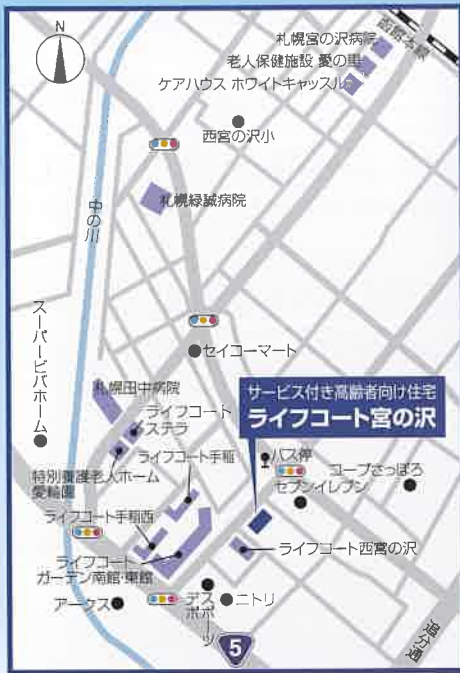 N
札幌宮の沢病院
函館本線
老人保健施設 愛の里
ケアハウス ホワイトキャッスル
西宮の沢小
札幌緑誠病院
中の川
セイコーマート
スーパービバホーム
札幌田中病院
ライフコート
ステラ
サービス付き高齢者向け住宅
ライフコート宮の沢
バス停
コープさっぽろ
セブンイレブン
ライフコート手稲
特別養護老人ホーム
愛輪園
ライフコート手稲西
ライフコート西宮の沢
ライフコート
ガーデン南館・東館
アークス
デポ
スポーツ
ニトリ
5
追分通